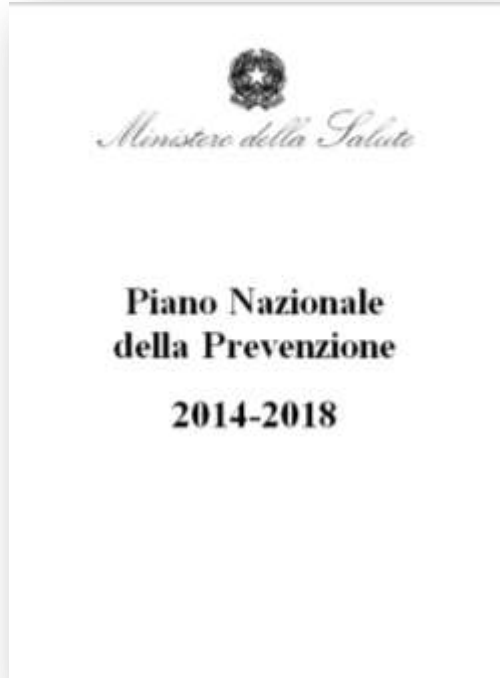 Ministero della Salute
Piano Nazionale
della Prevenzione
2014-2018